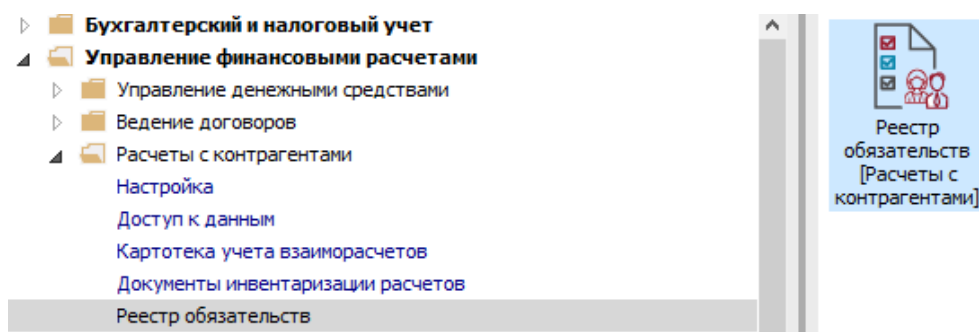 Бухгалтерский и налоговый учет
Управление финансовыми расчетами
Управление денежными средствами
Ведение договоров
Расчеты с контрагентами
Настройка
Доступ к данным
Картотека учета взаиморасчетов
Документы инвентаризации расчетов
Реестр обязательств
Реестр
обязательств
[Расчеты с
контрагентами]